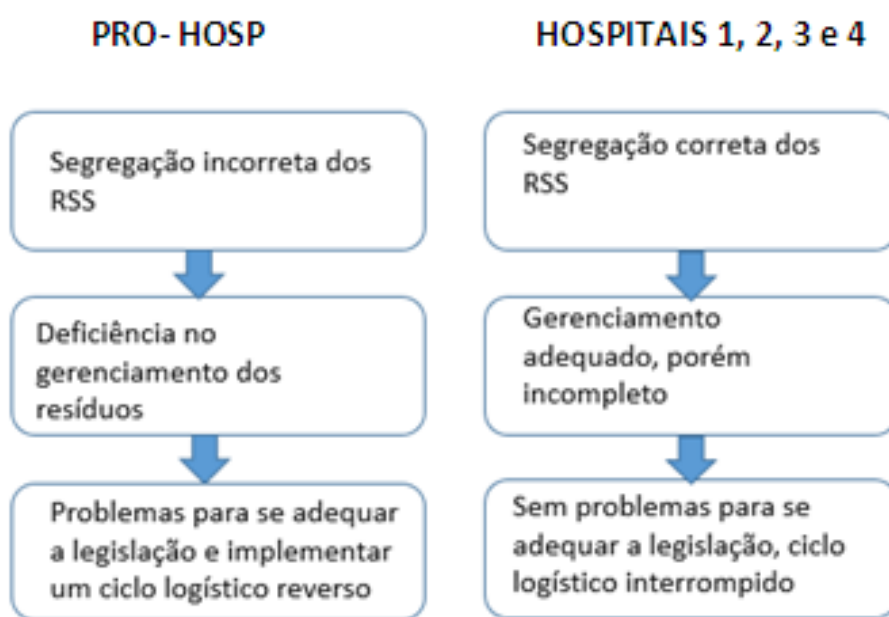 PRO- HOSP
Segregação incorreta dos
RSS
Deficiência no
gerenciamento dos
resíduos
Problemas para se adequar
a legislação e implementar
um ciclo logístico reverso
HOSPITAIS 1, 2, 3 e 4
Segregação correta dos
RSS
Gerenciamento
adequado, porém
incompleto
Sem problemas para se
adequar a legislação, ciclo
logístico interrompido